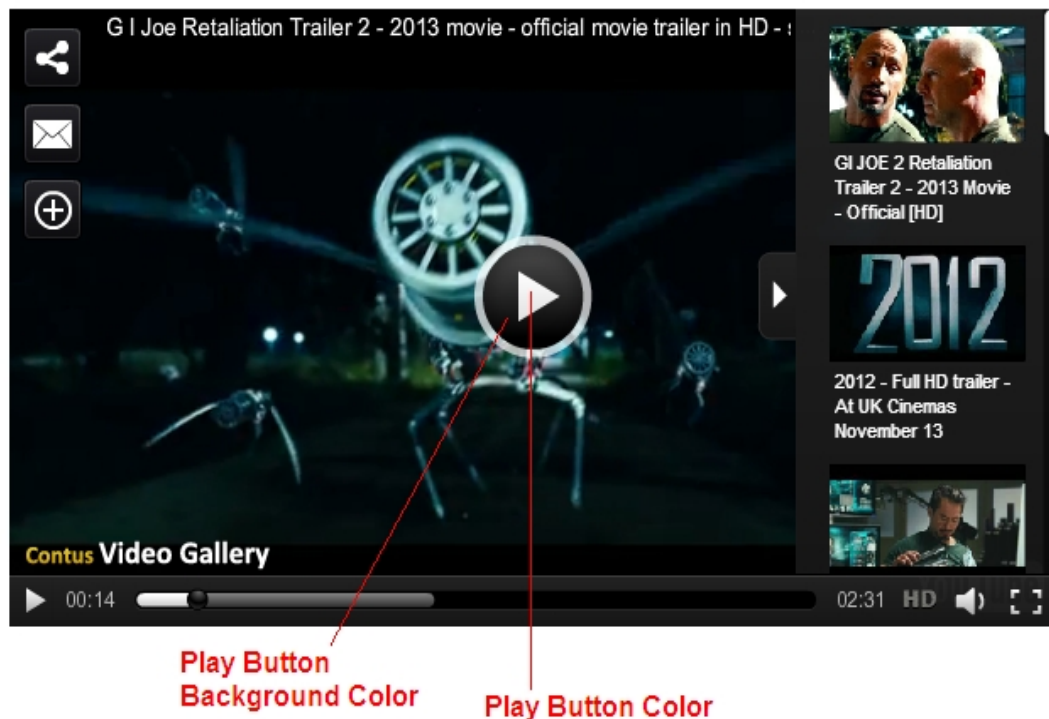 G I Joe Retaliation Trailer 2 - 2013 movie - official movie trailer in HD -
GI JOE 2 Retaliation
Trailer 2 - 2013 Movie
- Official [HD]
2012
2012 - Full HD trailer -
At UK Cinemas
November 13
Contus Video Gallery
00:14
02:31
HD
Play Button
Background Color
Play Button Color